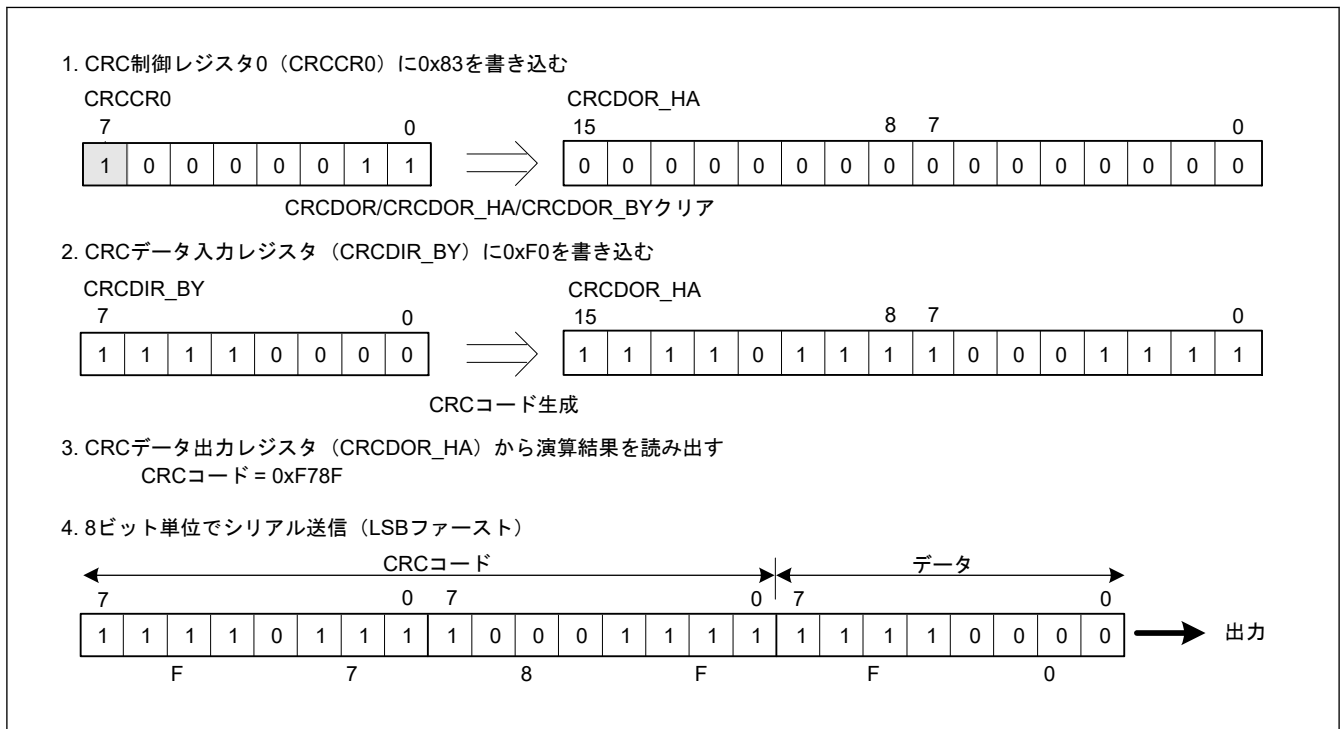 1. CRC制御レジスタ0（CRCCR0）に0x83を書き込む
CRCCR0 CRCDOR_HA
7 0 15 8 7 0
1 0 0 0 0 0 1 1 0 0 0 0 0 0 0 0 0 0 0 0 0 0 0 0
CRCDOR/CRCDOR_HA/CRCDOR_BYクリア
2. CRCデータ入力レジスタ（CRCDIR_BY）に0xF0を書き込む
CRCDIR_BY CRCDOR_HA
7 0 15 8 7 0
1 1 1 1 0 0 0 0 1 1 1 1 0 1 1 1 1 0 0 0 1 1 1 1
CRCコード生成
3. CRCデータ出力レジスタ（CRCDOR_HA）から演算結果を読み出す
CRCコード = 0xF78F
4. 8ビット単位でシリアル送信（LSBファースト）
CRCコード データ
7 0 7 0 7 0
1 1 1 1 0 1 1 1 1 0 0 0 1 1 1 1 1 1 1 1 0 0 0 0 出力
F 7 8 F F 0